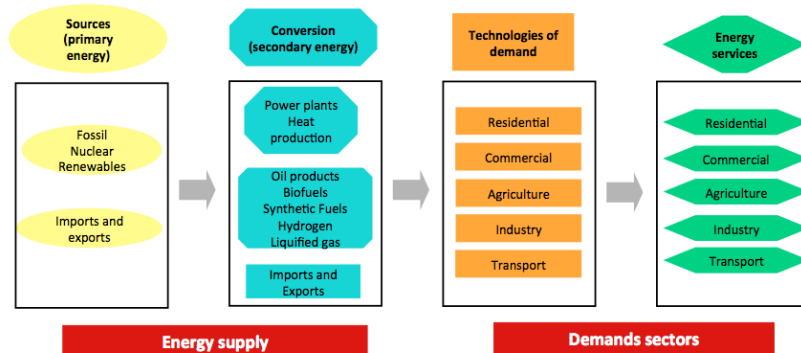 Sources
(primary
energy)
Conversion
(secondary energy)
Technologies of
demand
Energy
services
Fossil
Nuclear
Renewables
Imports and
exports
Power plants
Heat
production
Oil products
Biofuels
Synthetic Fuels
Hydrogen
Liquified gas
Imports and
Exports
Residential
Commercial
Agriculture
Industry
Transport
Residential
Commercial
Agriculture
Industry
Transport
Energy supply
Demands sectors